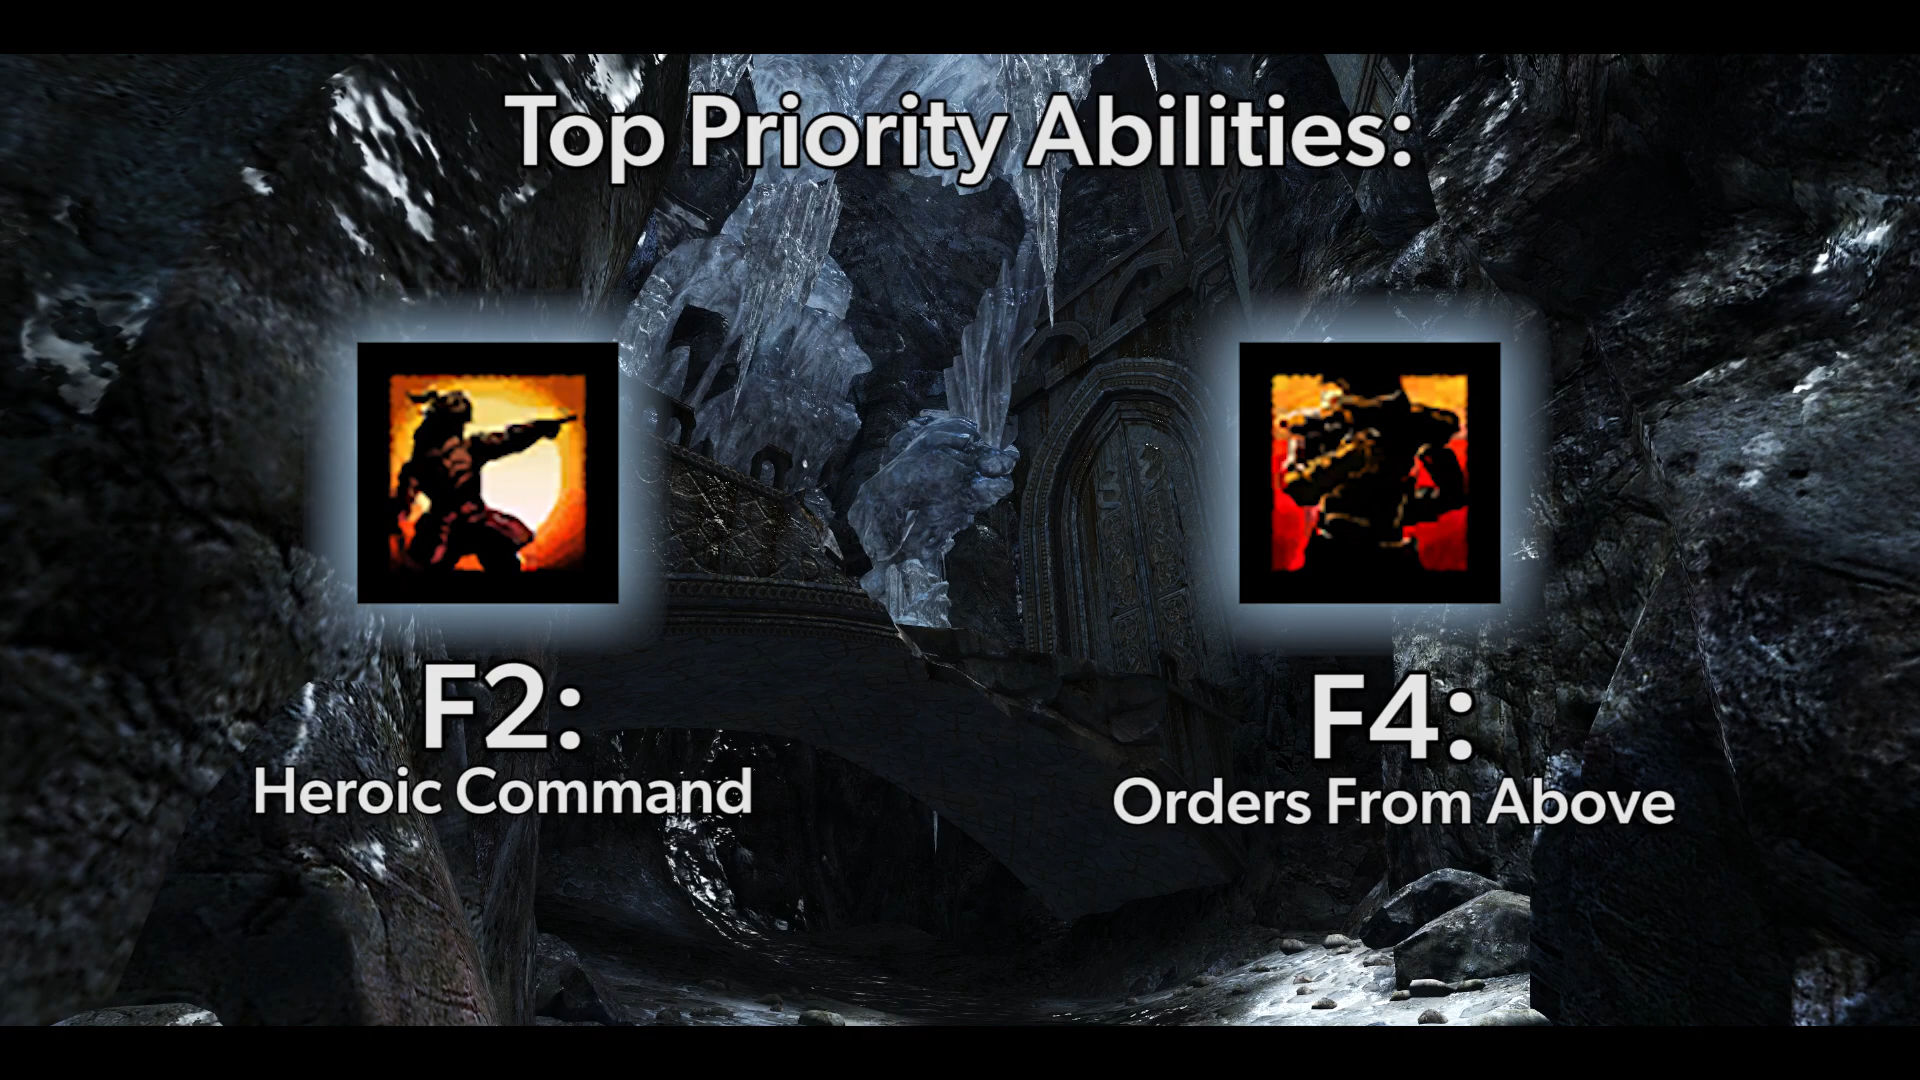 Top Priority Abilities:
F2:
Heroic Command
F4:
Orders From Above